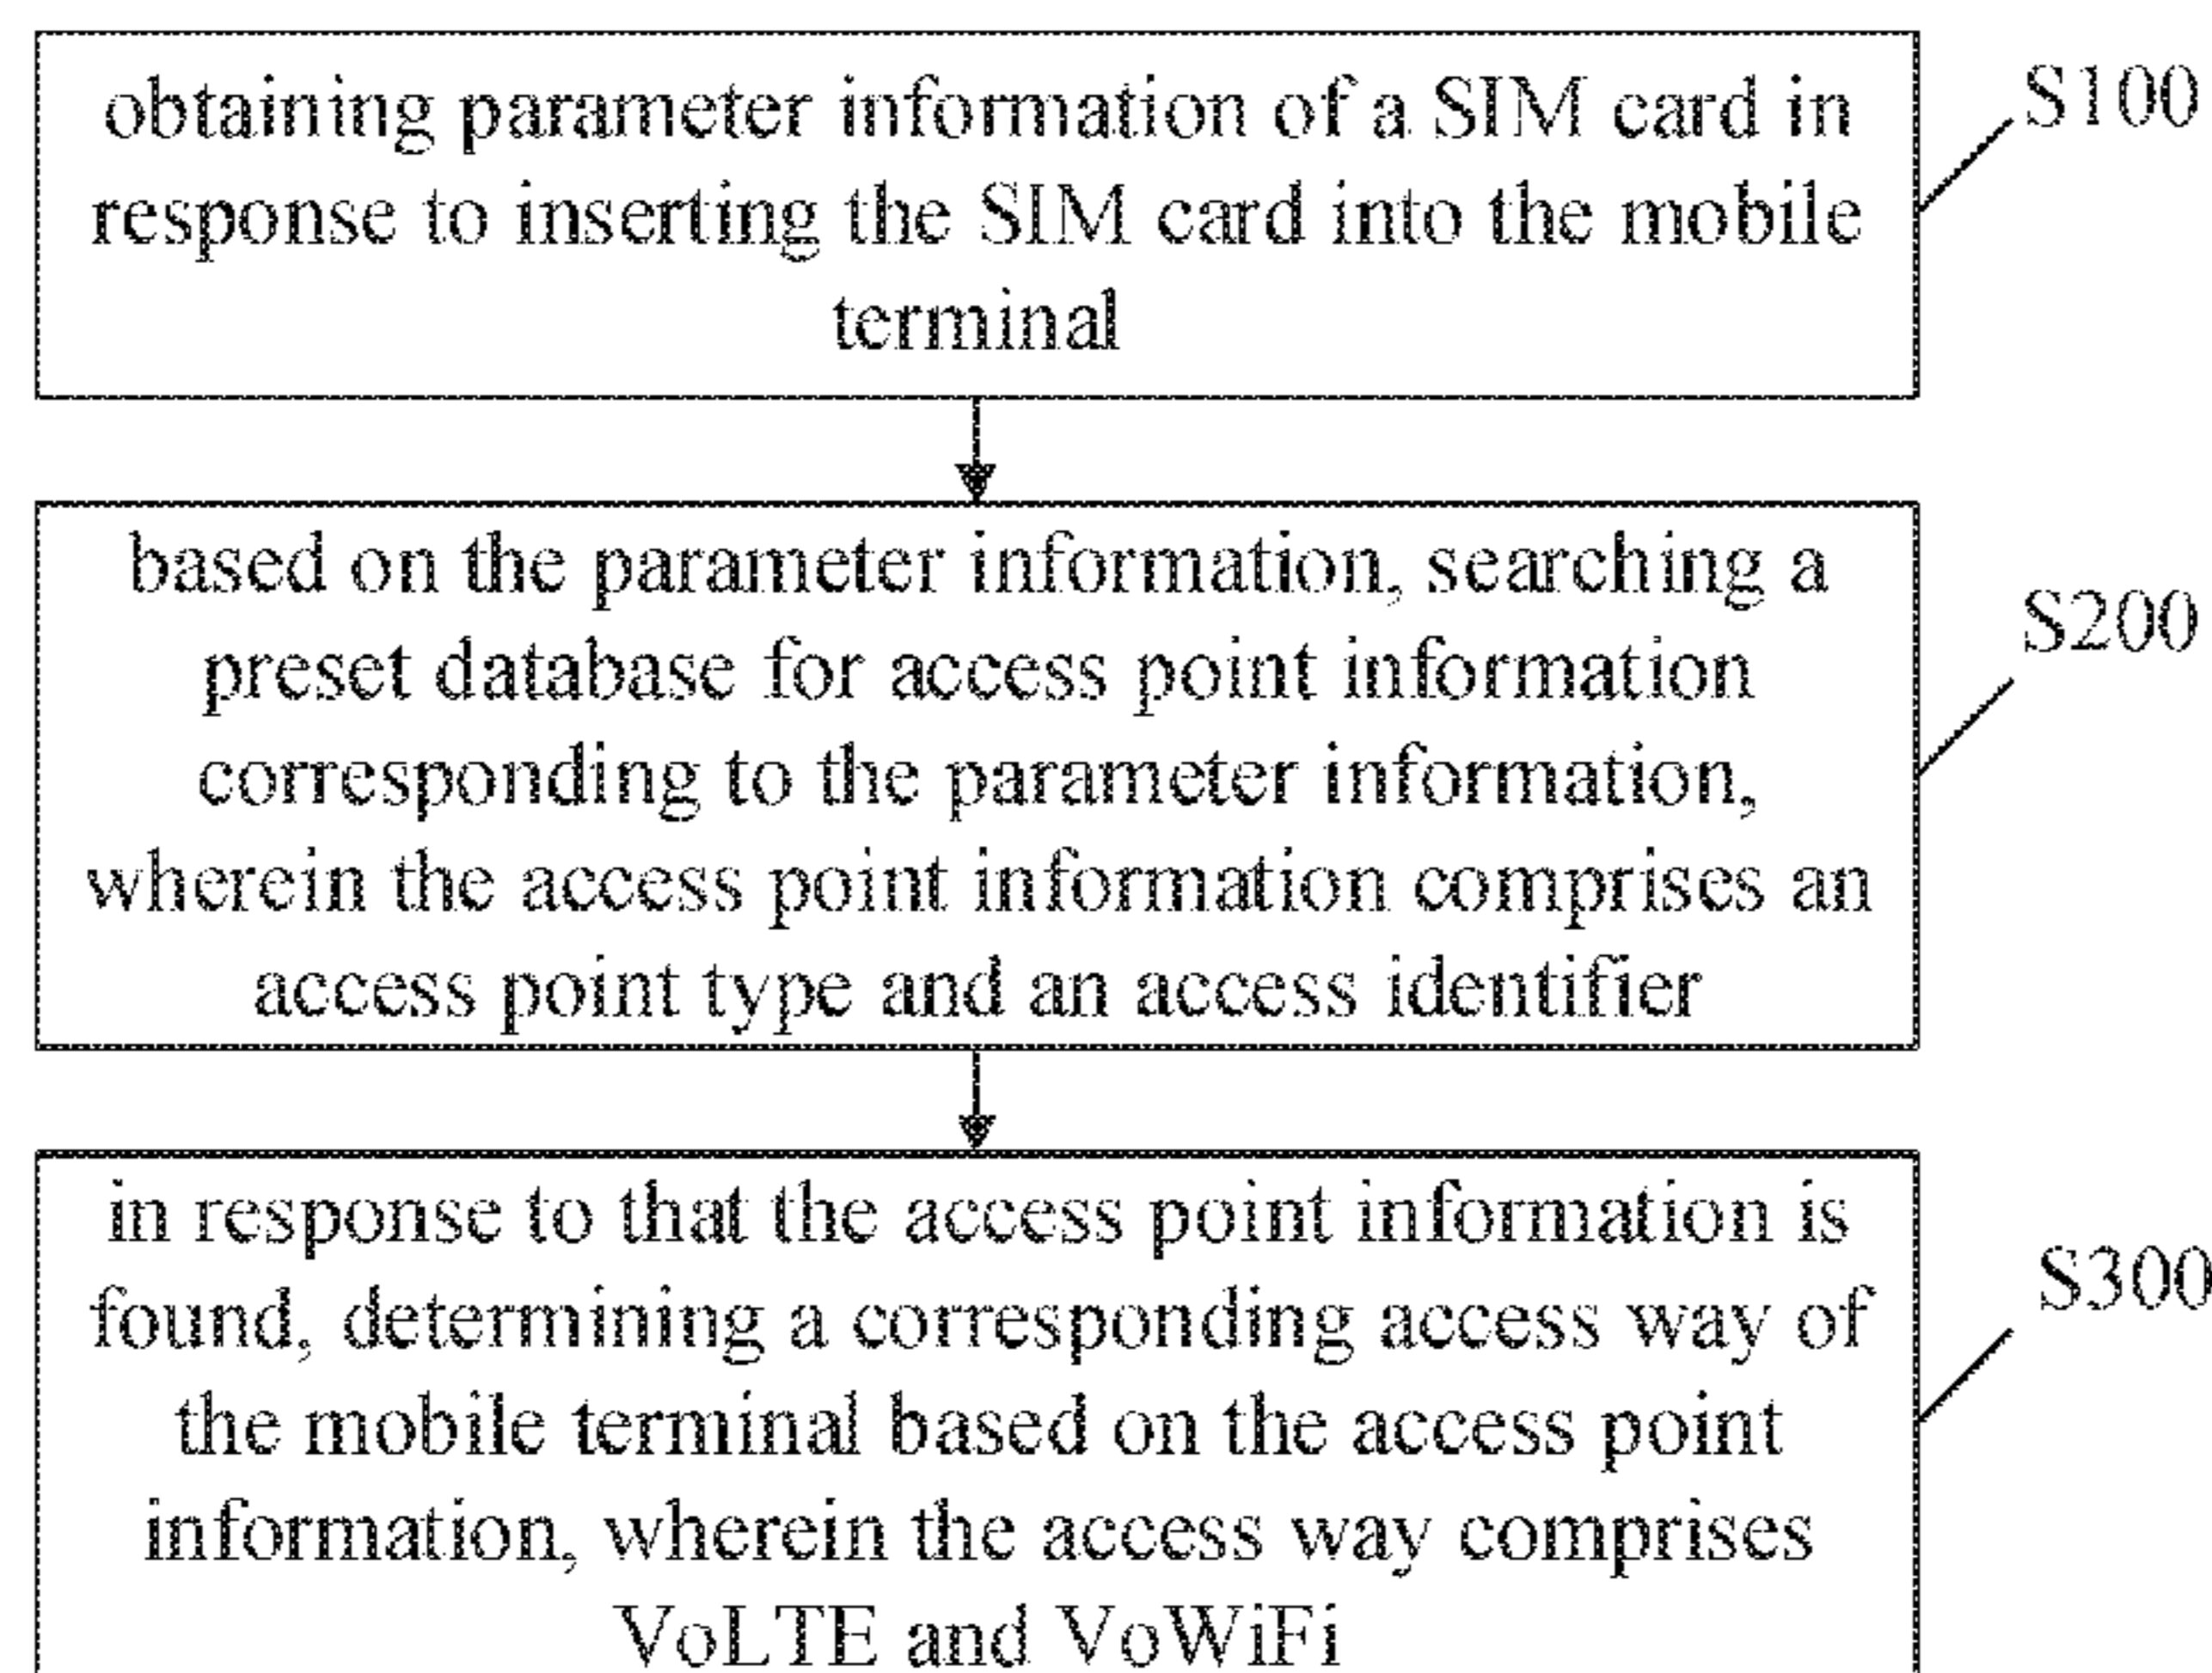 obtaining parameter information of a SIM card in
response to inserting the SIM card into the mobile
terminal
S100
based on the parameter information, searching a
preset database for access point information
corresponding to the parameter information,
wherein the access point information comprises an
access point type and an access identifier
S200
in response to that the access point information is
found, determining a corresponding access way of
the mobile terminal based on the access point
information, wherein the access way comprises
VoLTE and VoWiFi
S300